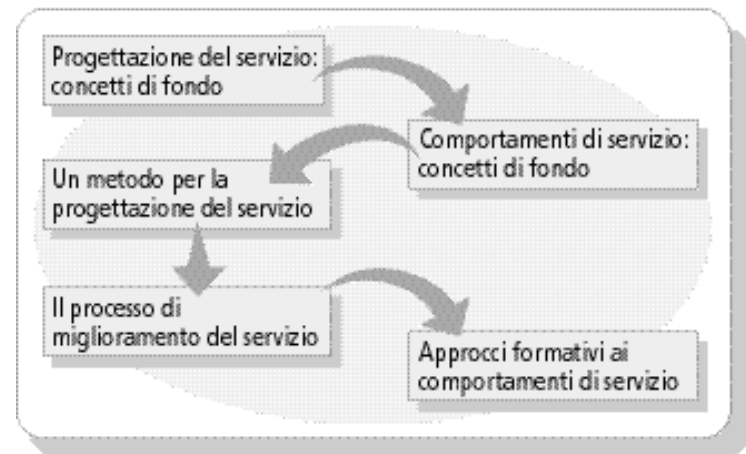 Progettazione del servizio:
concetti di fondo
Comportamenti di servizio:
concetti di fondo
Un metodo per la
progettazione del servizio
Il processo di
miglioramento del servizio
Approcci formativi ai
comportamenti di servizio